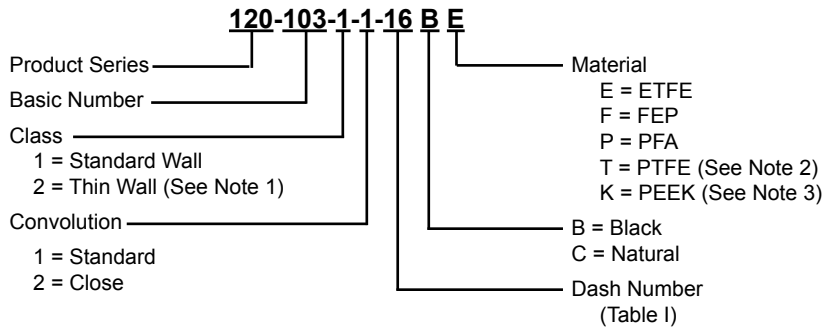 120-103-1-1-16 B E
Product Series
Basic Number
Class
1 = Standard Wall
2 = Thin Wall (See Note 1)
Convolution
1 = Standard
2 = Close
Material
E = ETFE
F = FEP
P = PFA
T = PTFE (See Note 2)
K = PEEK (See Note 3)
B = Black
C = Natural
Dash Number
(Table I)